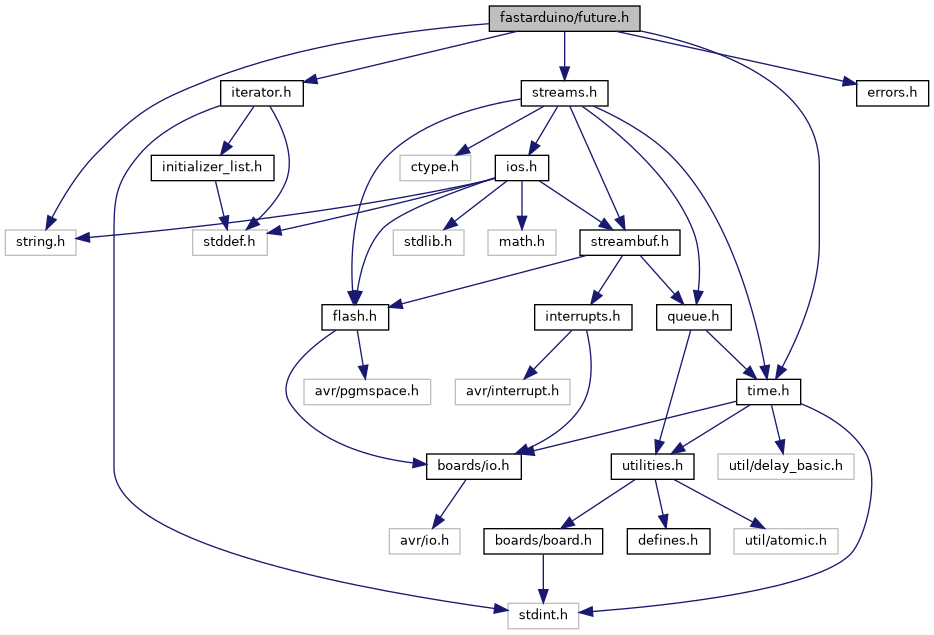 fastarduino/future.h
iterator.h
streams.h
errors.h
initializer_list.h
ctype.h
ios.h
string.h
stddef.h
stdlib.h
math.h
streambuf.h
flash.h
interrupts.h
queue.h
avr/pgmspace.h
avr/interrupt.h
time.h
boards/io.h
utilities.h
util/delay_basic.h
avr/io.h
boards/board.h
defines.h
util/atomic.h
stdint.h